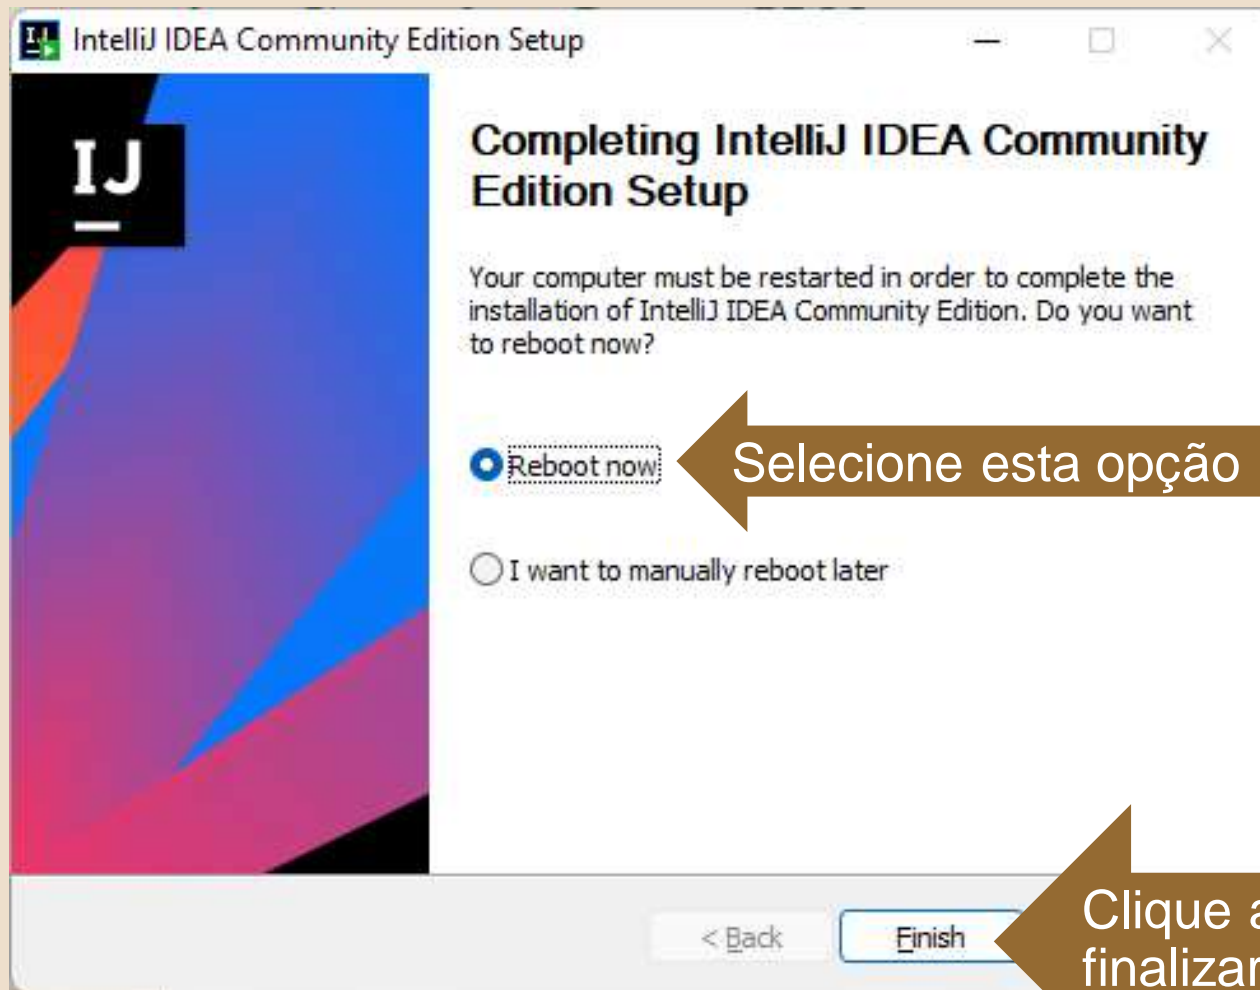 IntelliJ IDEA Community Edition Setup
IJ
Completing IntelliJ IDEA Community
Edition Setup
Your computer must be restarted in order to complete the
installation of IntelliJ IDEA Community Edition. Do you want
to reboot now?
Reboot now
Selecione esta opção
I want to manually reboot later
< Back
Finish
Clique
finalizar